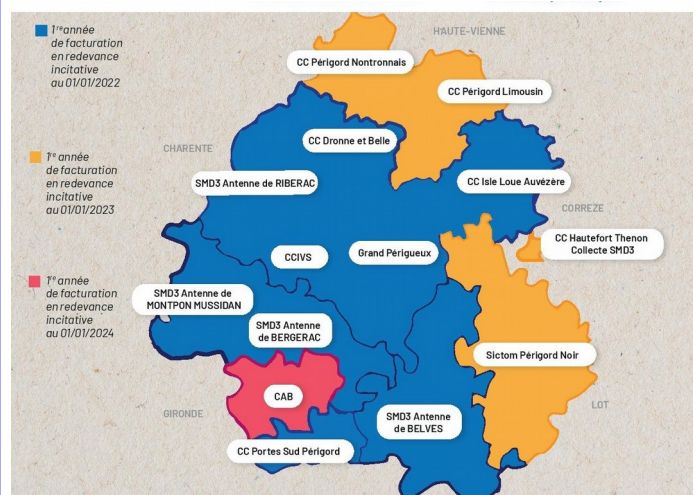 1re année
de facturation
en redevance
incitative
au 01/01/2022
1re année
de facturation
en redevance
incitative
au 01/01/2023
1re année
de facturation
en redevance
incitative
au 01/01/2024
HAUTE-VIENNE
CC Périgord Nontronnais
CC Périgord Limousin
CC Dronne et Belle
CHARENTE
SMD3 Antenne de RIBERAC
CC Isle Loue Auvézère
CORREZE
CC Hautefort Thenon
Collecte SMD3
CCIVS
Grand Périgueux
SMD3 Antenne de
MONTPON MUSSIDAN
SMD3 Antenne
de BERGERAC
Sictom Périgord Noir
CAB
LOT
GIRONDE
SMD3 Antenne
de BELVES
CC Portes Sud Périgord